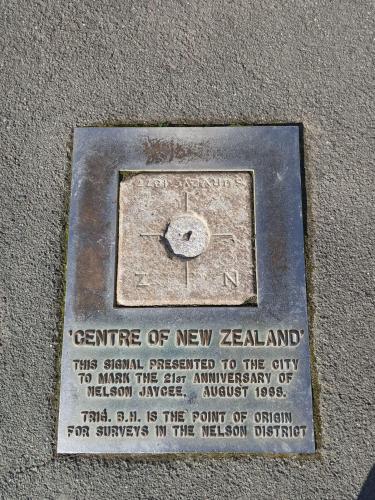 Z N
'CENTRE OF NEW ZEALAND'
THIS SIGNAL PRESENTED TO THE CITY
TO MARK THE 21ST ANNIVERSARY OF
NELSON JAYCEE. AUGUST
TRIG. B.H. IS THE POINT OF ORIGIN
FOR SURVEYS IN THE NELSON DISTRICT